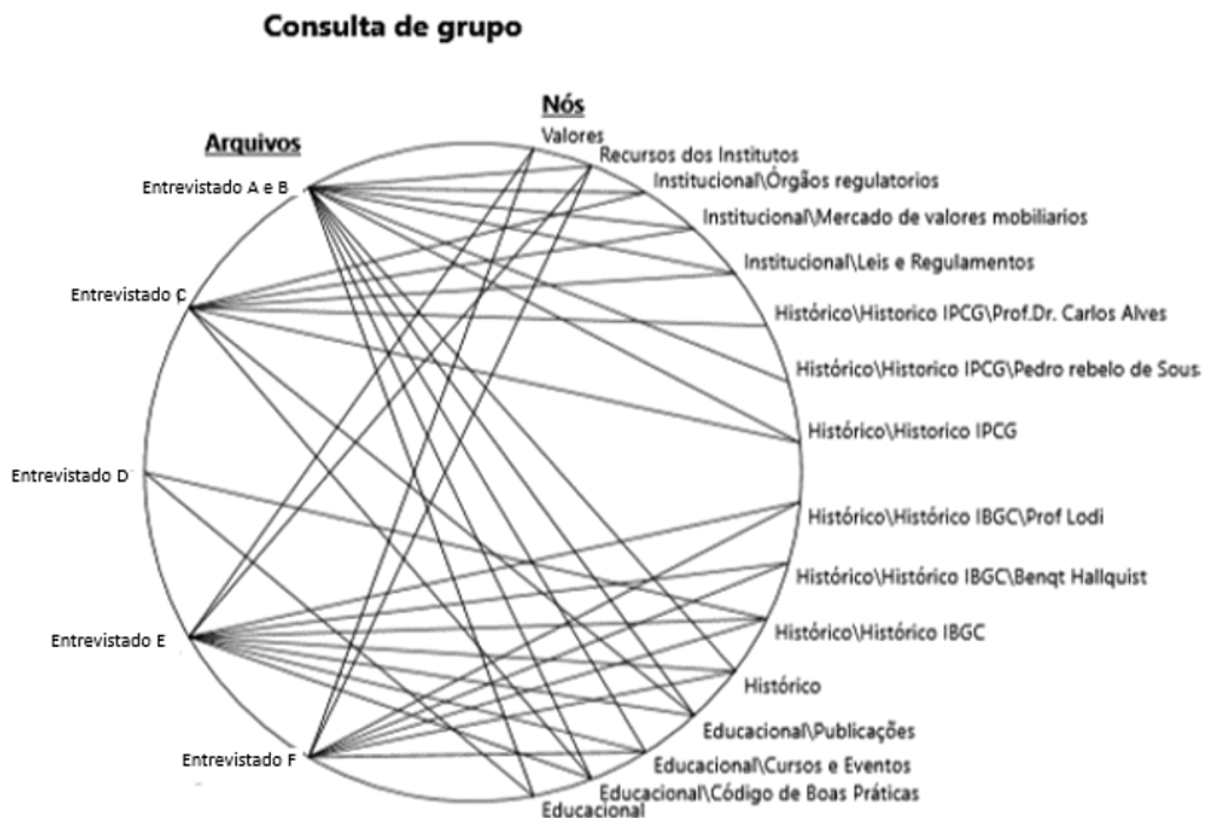 Consulta de grupo
Nós
Arquivos
Valores
Recursos dos Institutos
Institucional\Órgãos regulatorios
Institucional\Mercado de valores mobiliarios
Institucional\Leis e Regulamentos
Histórico\Historico IPCG\Prof.Dr. Carlos Alves
Histórico\Historico IPCG\Pedro rebelo de Sous
Histórico\Historico IPCG
Histórico\Histórico IBGC\Prof Lodi
Histórico\Histórico IBGC\Benqt Hallquist
Histórico\Histórico IBGC
Histórico
Educacional\Publicações
Educacional\Cursos e Eventos
Educacional\Código de Boas Práticas
Educacional
Entrevistado A e B
Entrevistado C
Entrevistado D
Entrevistado E
Entrevistado F